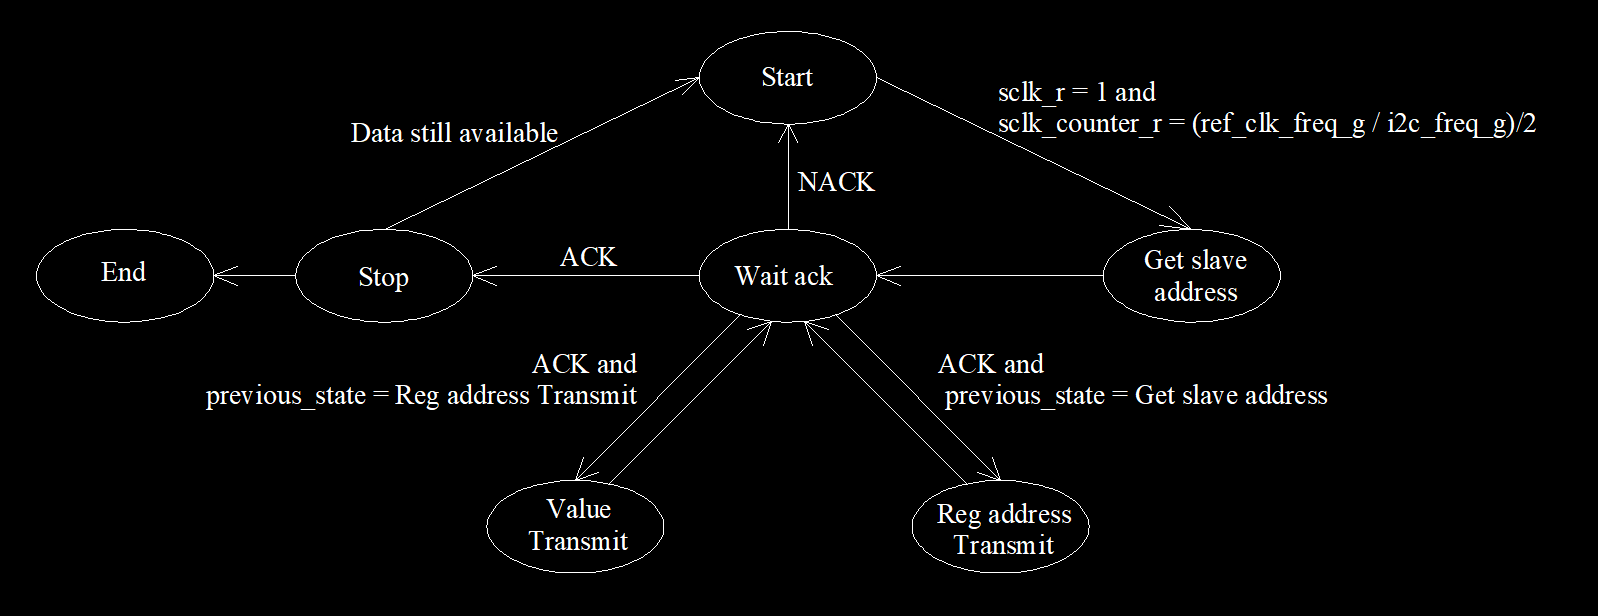 Start
sclk_r = 1 and
sclk_counter_r = (ref_clk_freq_g / i2c_freq_g)/2
Data still available
NACK
End
Stop
ACK
Wait ack
Get slave
address
ACK and
previous_state = Reg address Transmit
ACK and
previous_state = Get slave address
Value
Transmit
Reg address
Transmit